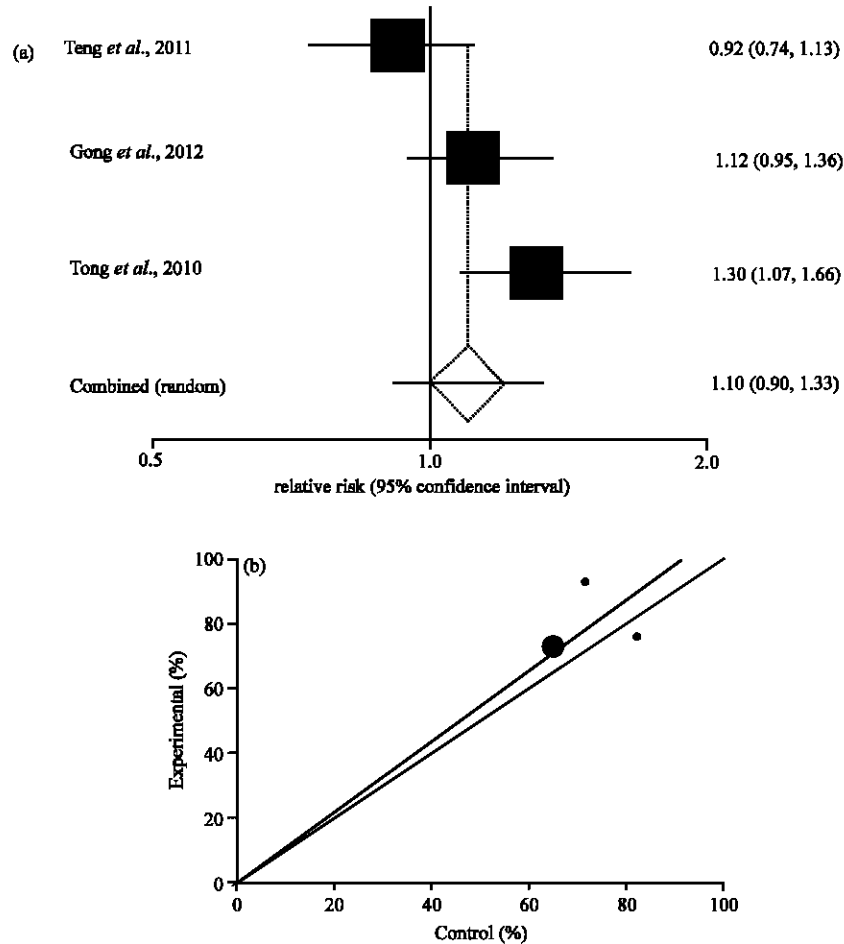 (a) Teng et al., 2011 0.92 (0.74, 1.13)
Gong et al., 2012 1.12 (0.95, 1.36)
Tong et al., 2010 1.30 (1.07, 1.66)
Combined (random) 1.10 (0.90, 1.33)
0.5 1.0 2.0
relative risk (95% confidence interval)
(b)
100
80
60
40
20
0
Experimental (%)
0 20 40 60 80 100
Control (%)